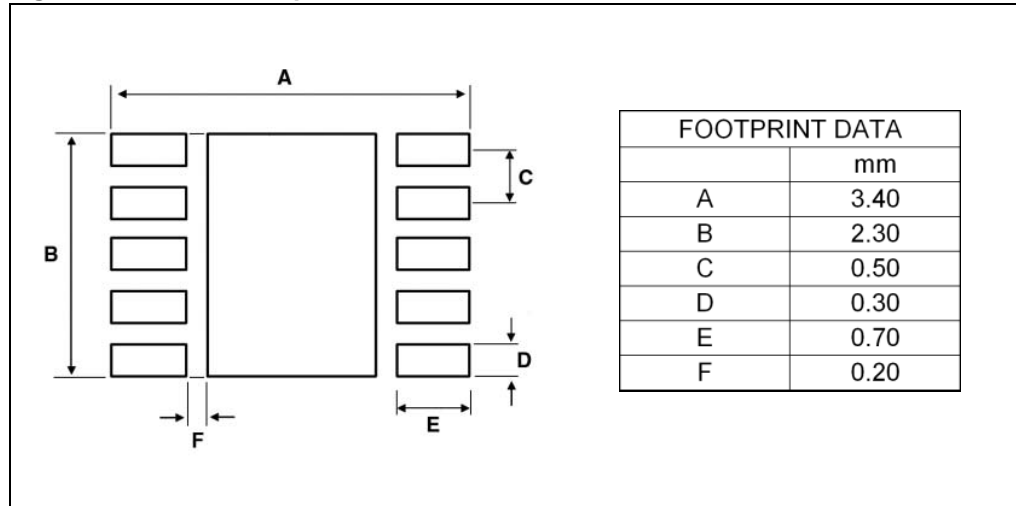 A
B
C
D
E
F
FOOTPRINT DATA
mm
A 3.40
B 2.30
C 0.50
D 0.30
E 0.70
F 0.20